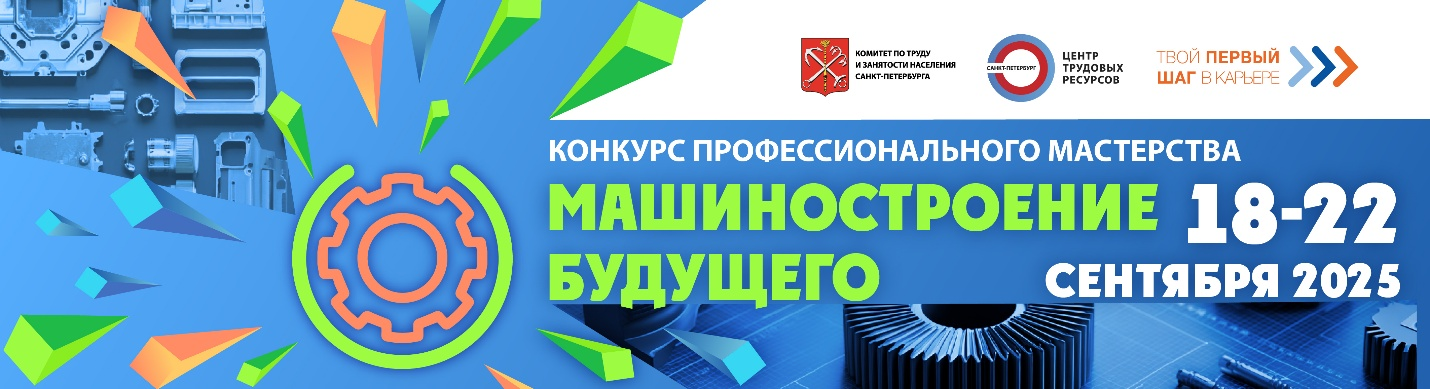 КОМИТЕТ ПО ТРУДУ
И ЗАНЯТОСТИ НАСЕЛЕНИЯ
САНКТ-ПЕТЕРБУРГА
САНКТ-ПЕТЕРБУРГ
ЦЕНТР
ТРУДОВЫХ
РЕСУРСОВ
ТВОЙ ПЕРВЫЙ
ШАГ В КАРЬЕРЕ
КОНКУРС ПРОФЕССИОНАЛЬНОГО МАСТЕРСТВА
МАШИНОСТРОЕНИЕ
БУДУЩЕГО
18-22
СЕНТЯБРЯ 2025